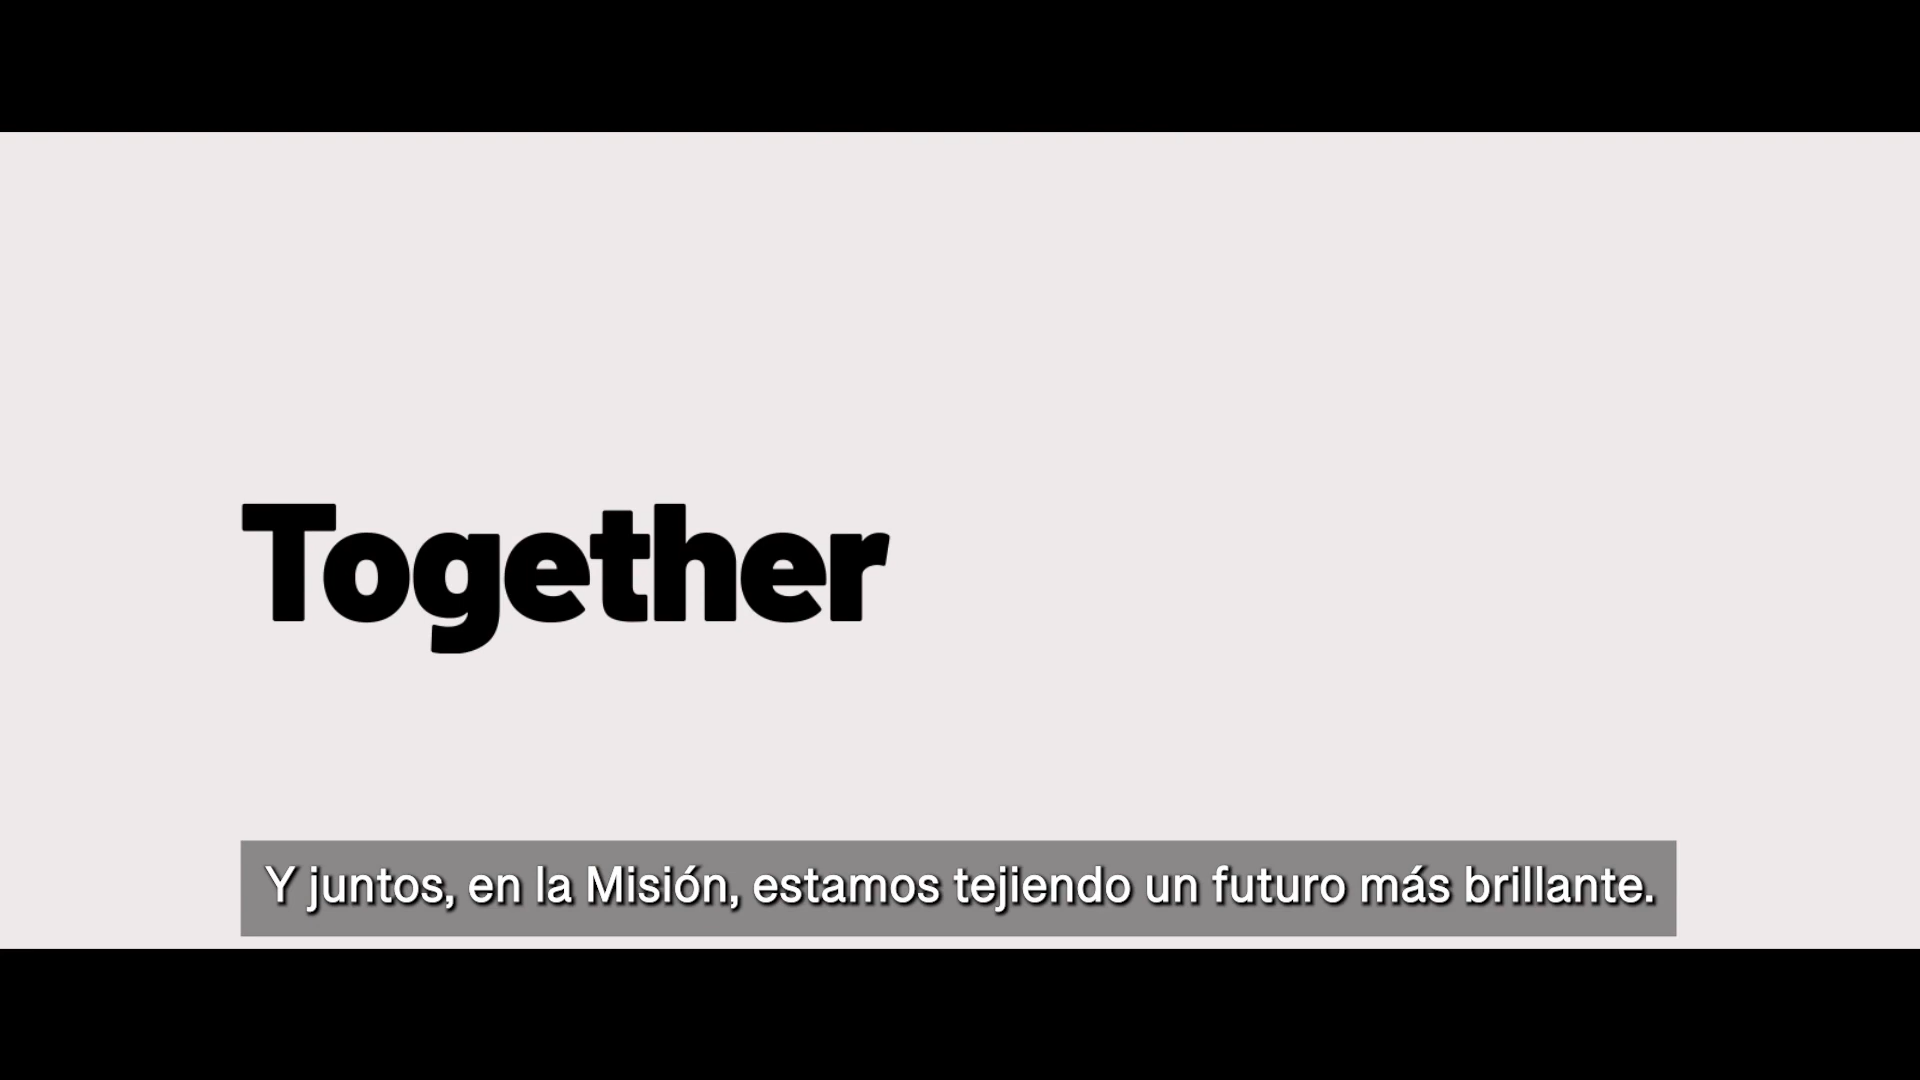 Together
Y juntos, en la Misión, estamos tejiendo un futuro más brillante.